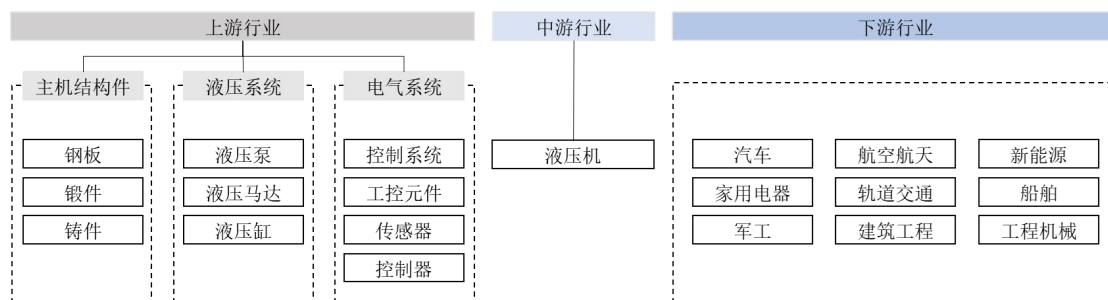 上游行业
中游行业
下游行业
主机结构件
液压系统
电气系统
钢板
液压泵
控制系统
液压机
汽车
航空航天
新能源
锻件
液压马达
工控元件
家用电器
轨道交通
船舶
铸件
液压缸
传感器
军工
建筑工程
工程机械
控制器